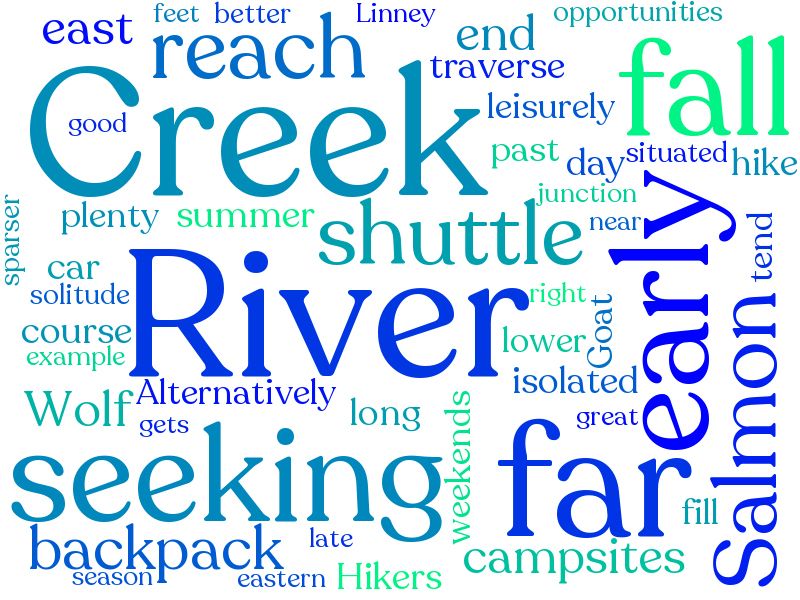 east
feet
better
Linney
opportunities
reach
end
traverse
fall
Creek
good
leisurely
past
day
situated
hike
junction
sparser
plenty
summer
shuttle
near
early
tend
car
solitude
River
right
Goat
course
example
lower
isolated
Salmon
Wolf
Alternatively
gets
long
weekends
great
seeking
far
fill
backpack
late
campsites
season
eastern
Hikers